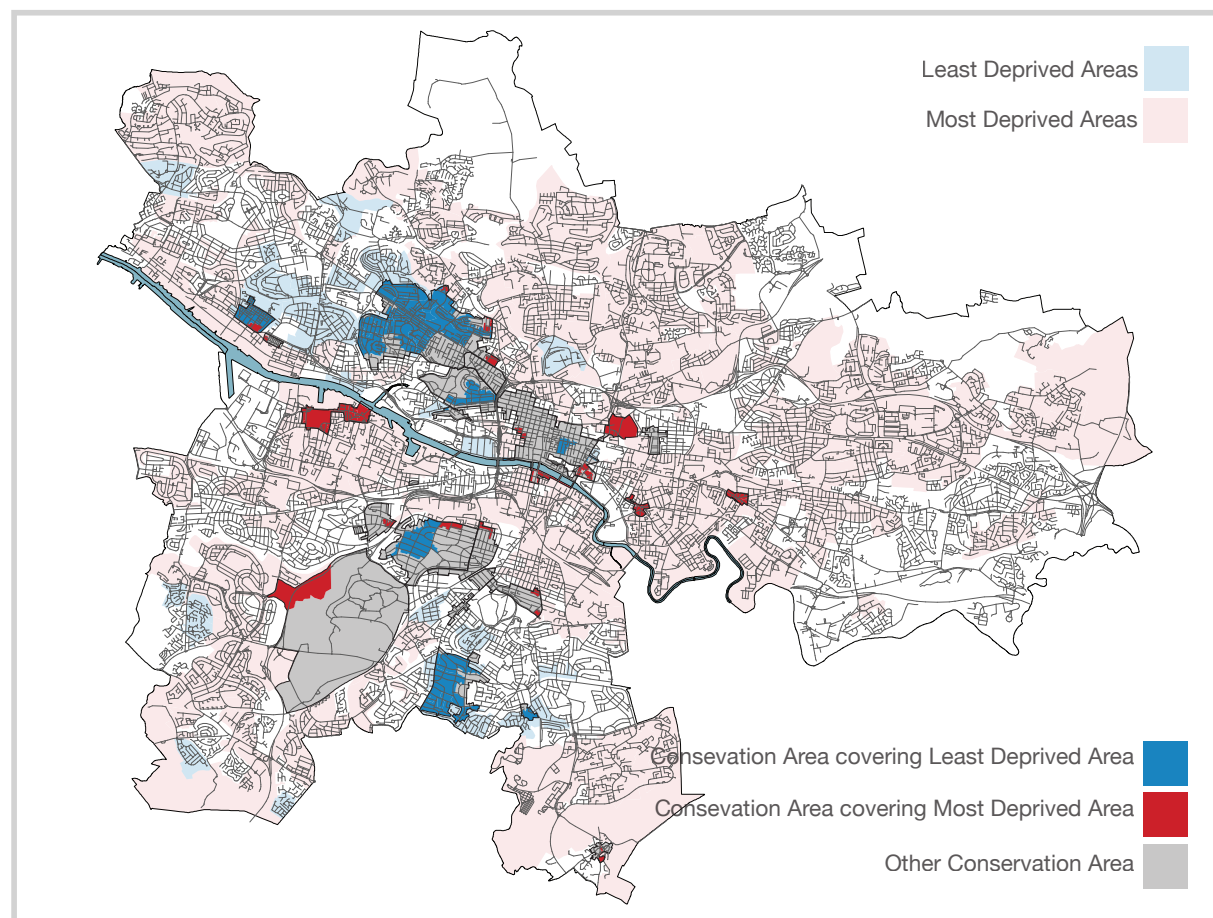 Least Deprived Areas
Most Deprived Areas
Consevation Area covering Least Deprived Area
Consevation Area covering Most Deprived Area
Other Conservation Area